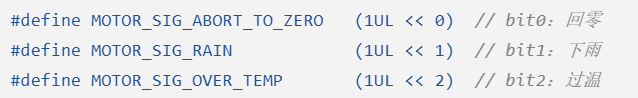 #define MOTOR_SIG_ABORT_TO_ZERO   (1UL << 0)  // bit0：回零
#define MOTOR_SIG_RAIN            (1UL << 1)  // bit1：下雨
#define MOTOR_SIG_OVER_TEMP       (1UL << 2)  // bit2：过温